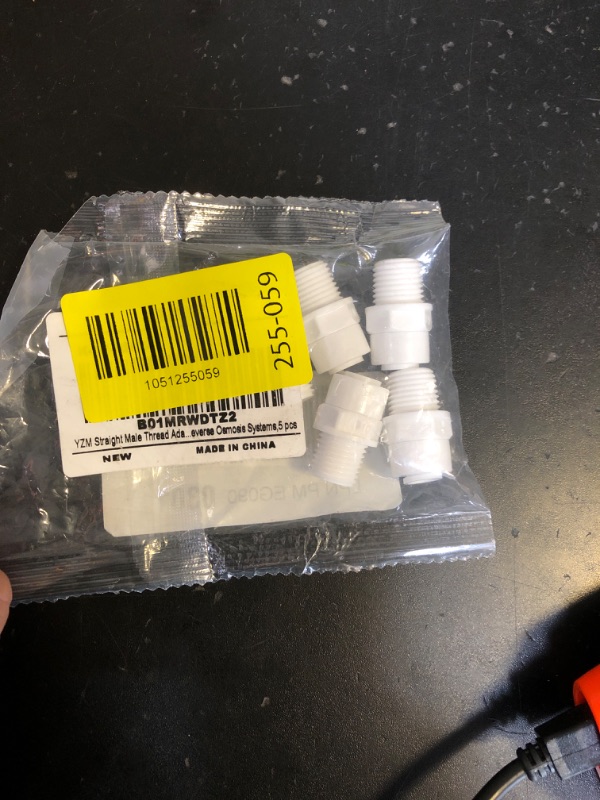 255-059
1051255059
B01MRWDTZ2
YZM Straight Male Thread Ada...everse Osmosis Systems,5 pcs
NEW
MADE IN CHINA